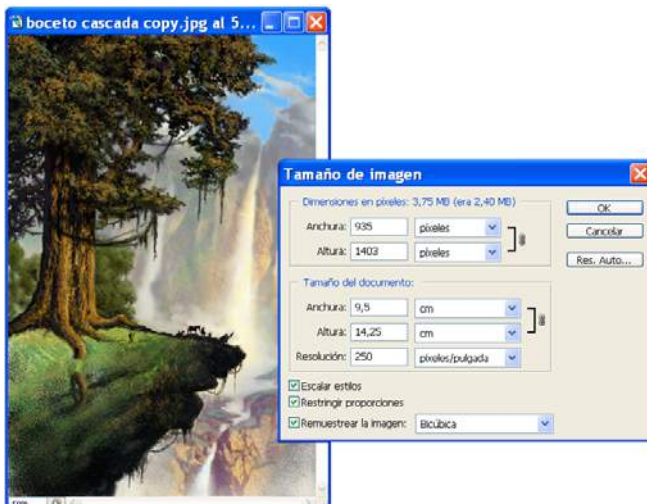 boceto cascada copy.jpg al 5...
Tamaño de imagen
Dimensiones en píxeles: 3,75 MB (era 2,40 MB)
Anchura: 935 píxeles
Altura: 1403 píxeles
OK
Cancelar
Res. Auto...
Tamaño del documento:
Anchura: 9,5 cm
Altura: 14,25 cm
Resolución: 250 píxeles/pulgada
Escalar estilos
Restringir proporciones
Remuestrear la imagen: Bicúbica